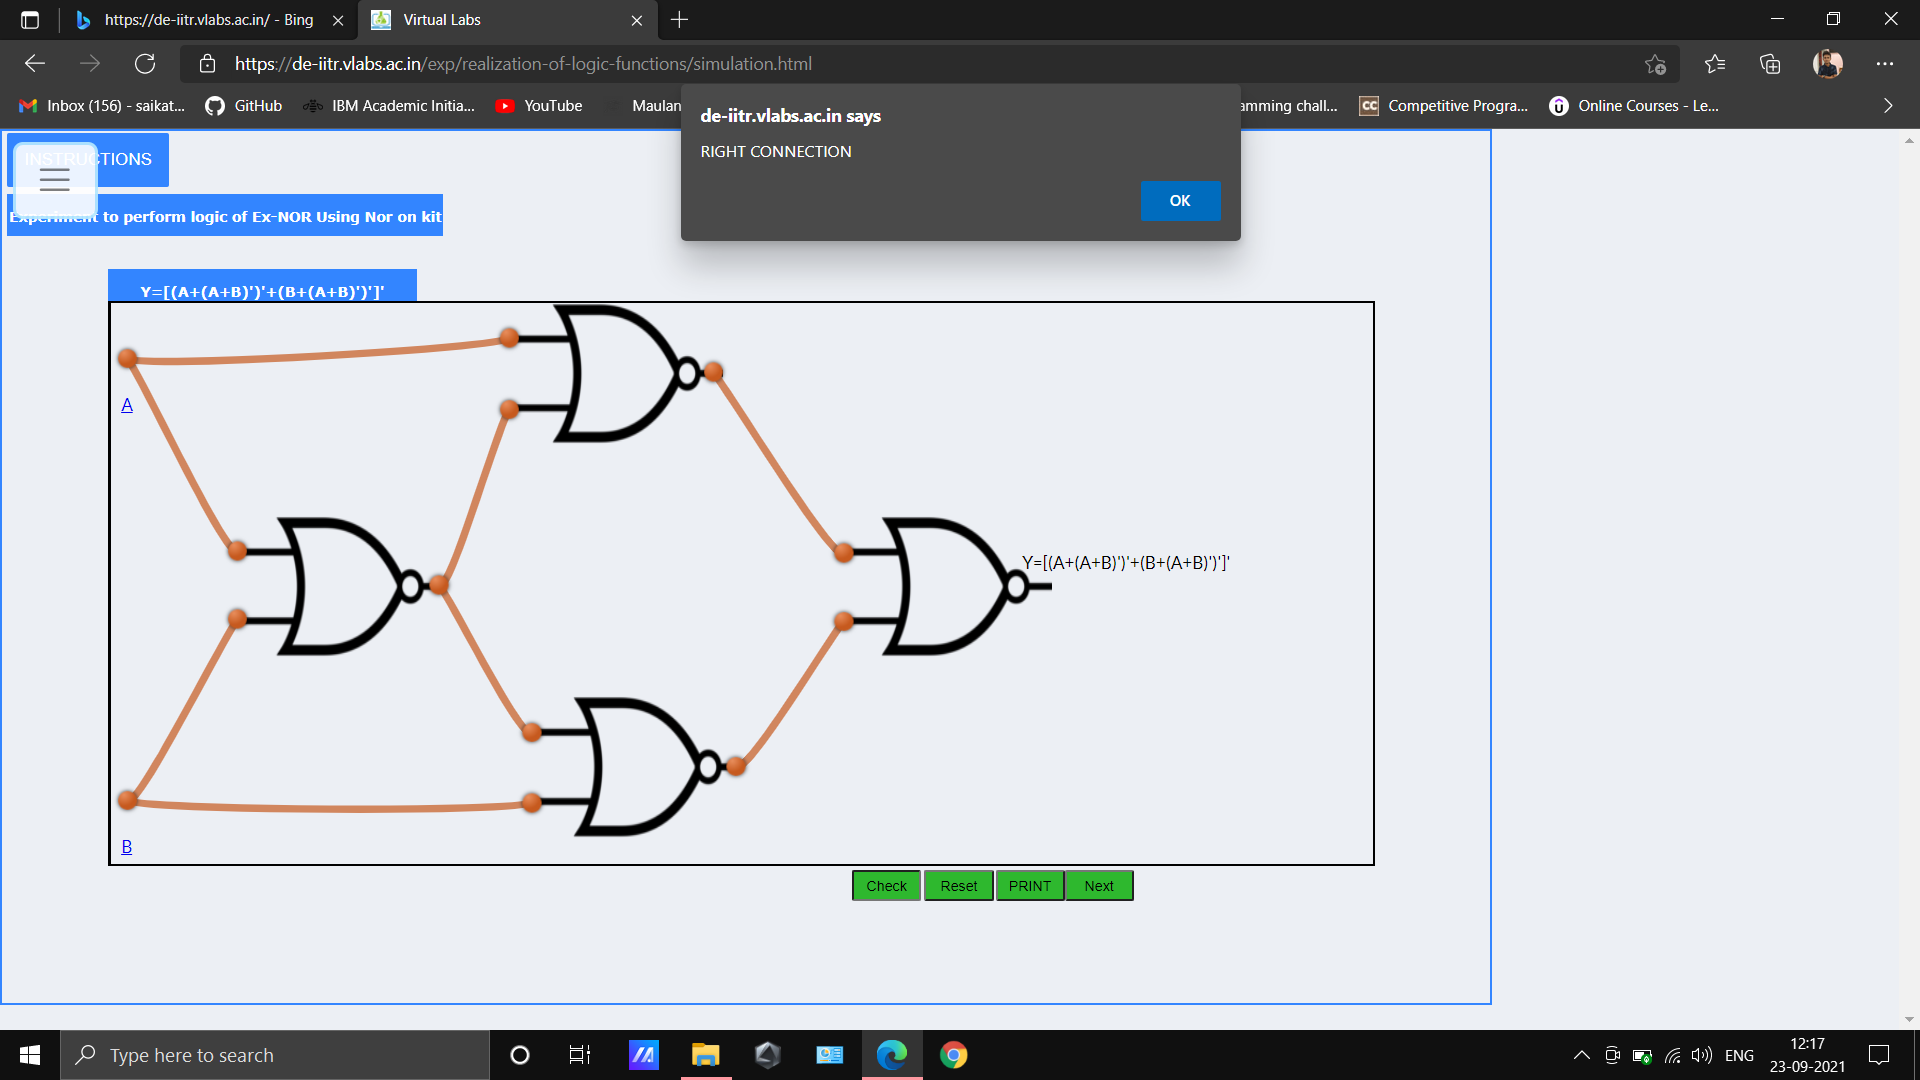 https://de-iitr.vlabs.ac.in/ - Bing
Virtual Labs
https://de-iitr.vlabs.ac.in/exp/realization-of-logic-functions/simulation.html
Inbox (156) - saikat...
GitHub
IBM Academic Initia...
YouTube
Maulan
amming chall...
CC
Competitive Progra...
Online Courses - Le...
de-iitr.vlabs.ac.in says
RIGHT CONNECTION
OK
INSTRUCTIONS
Experiment to perform logic of Ex-NOR Using Nor on kit
Y=[(A+(A+B)')'+(B+(A+B)')']'
A
Y=[(A+(A+B)')'+(B+(A+B)')']'
B
Check
Reset
PRINT
Next
Type here to search
ENG
12:17
23-09-2021